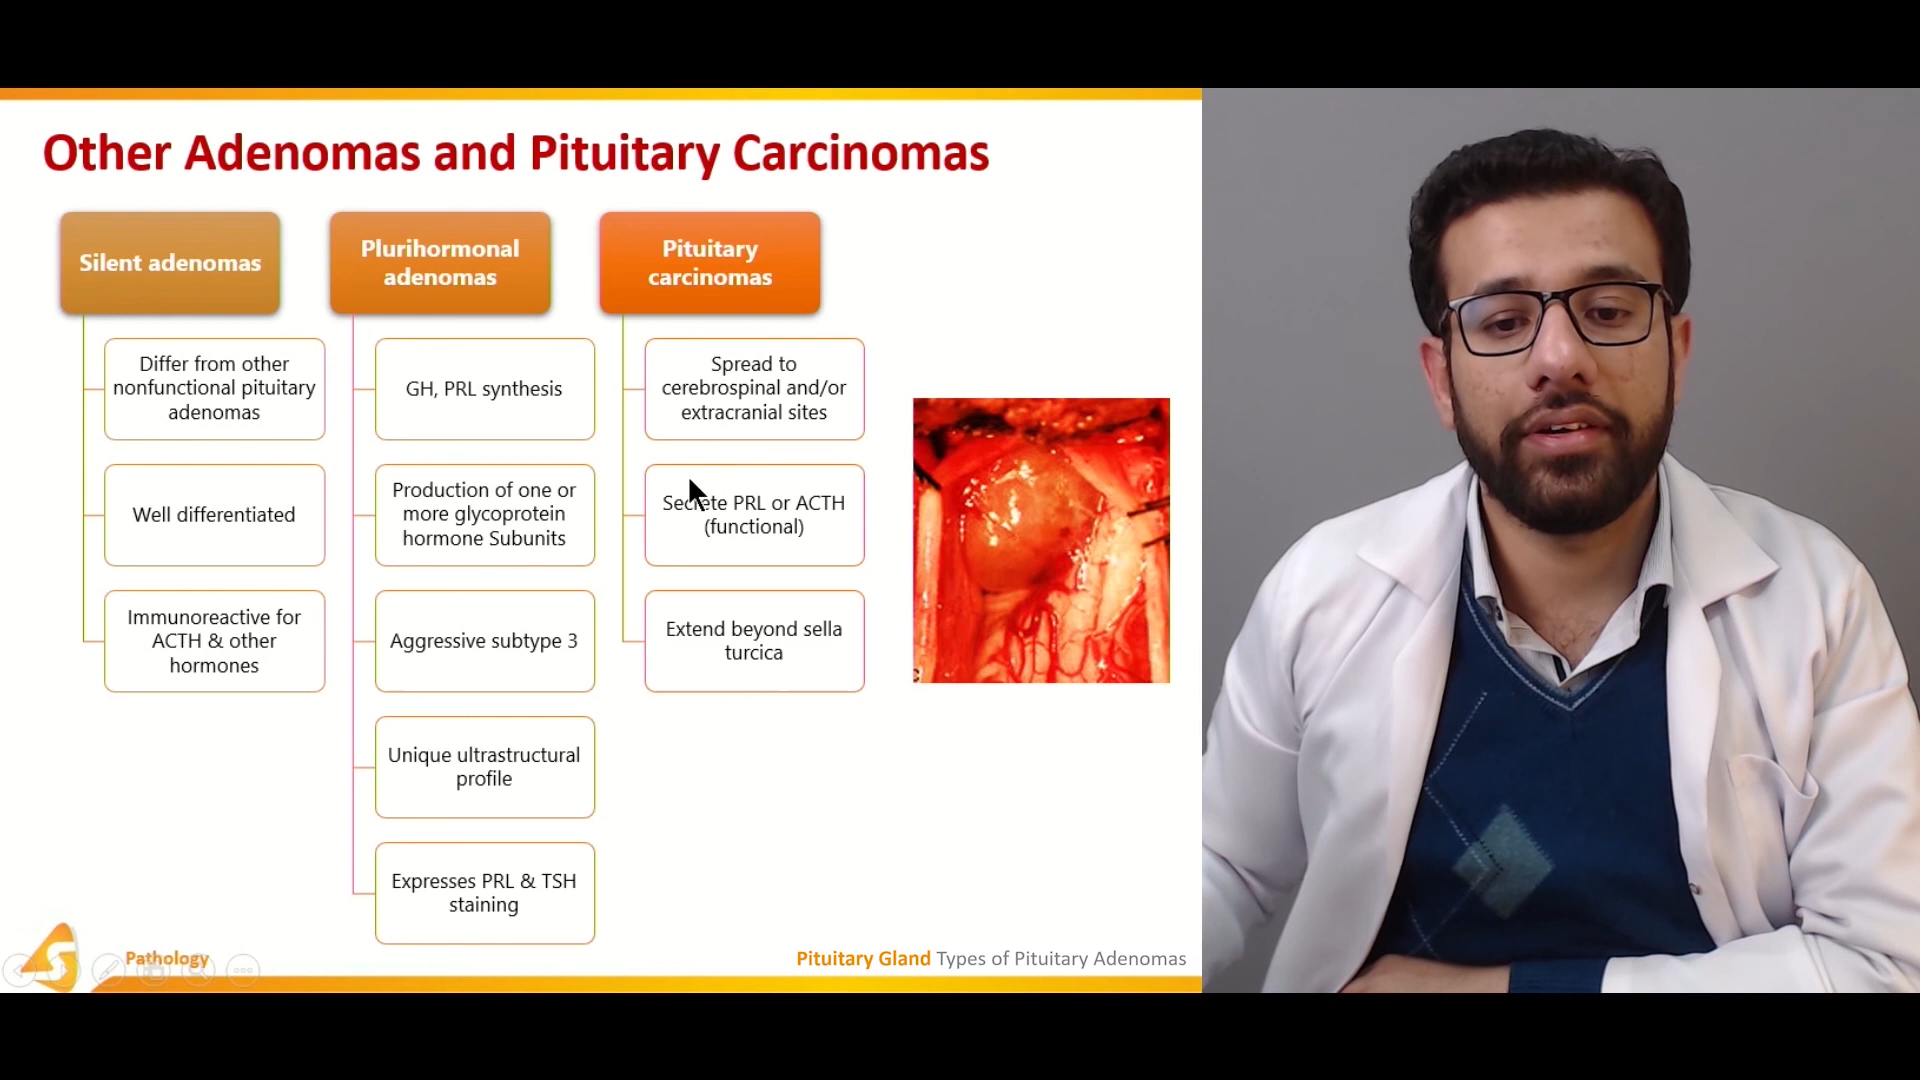 Other Adenomas and Pituitary Carcinomas
Silent adenomas
Differ from other
nonfunctional pituitary
adenomas
Well differentiated
Immunoreactive for
ACTH & other
hormones
Plurihormonal
adenomas
GH, PRL synthesis
Production of one or
more glycoprotein
hormone Subunits
Aggressive subtype 3
Unique ultrastructural
profile
Expresses PRL & TSH
staining
Pituitary
carcinomas
Spread to
cerebrospinal and/or
extracranial sites
Secrete PRL or ACTH
(functional)
Extend beyond sella
turcica
C
S
Pathology
Pituitary Gland Types of Pituitary Adenomas